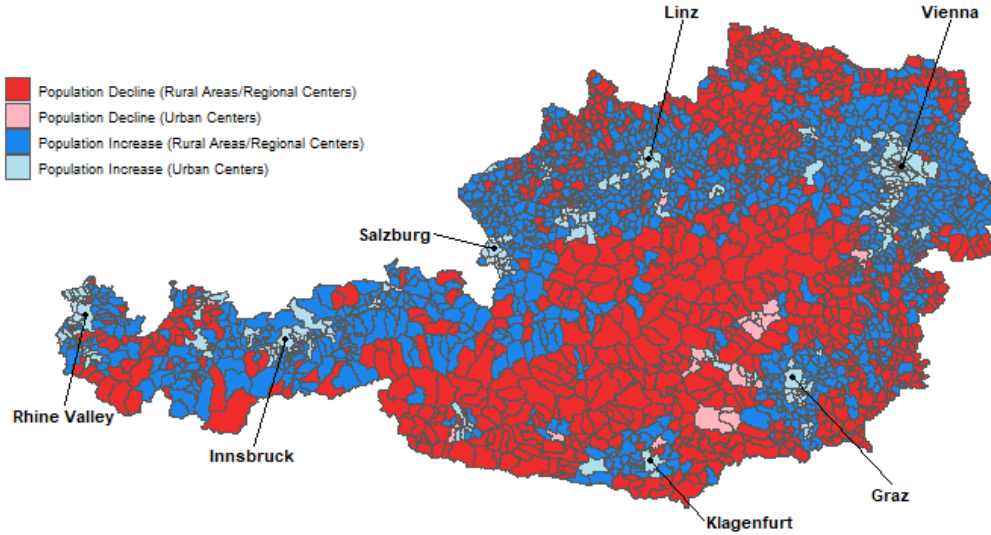 Linz
Vienna
Population Decline (Rural Areas/Regional Centers)
Population Decline (Urban Centers)
Population Increase (Rural Areas/Regional Centers)
Population Increase (Urban Centers)
Salzburg
Rhine Valley
Innsbruck
Graz
Klagenfurt